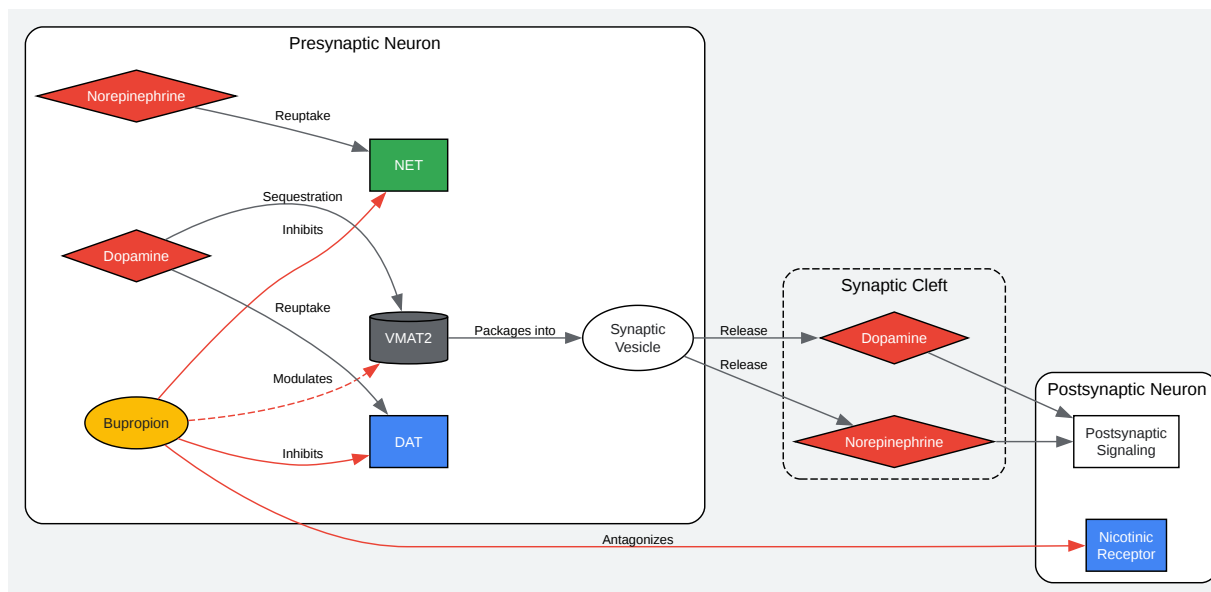 Presynaptic Neuron
Norepinephrine
Reuptake
NET
Sequestration
Inhibits
Dopamine
Reuptake
VMAT2
Packages into
Synaptic
Vesicle
Modulates
Bupropion
DAT
Inhibits
Antagonizes
Release
Release
Synaptic Cleft
Dopamine
Norepinephrine
Postsynaptic Neuron
Postsynaptic
Signaling
Nicotinic
Receptor